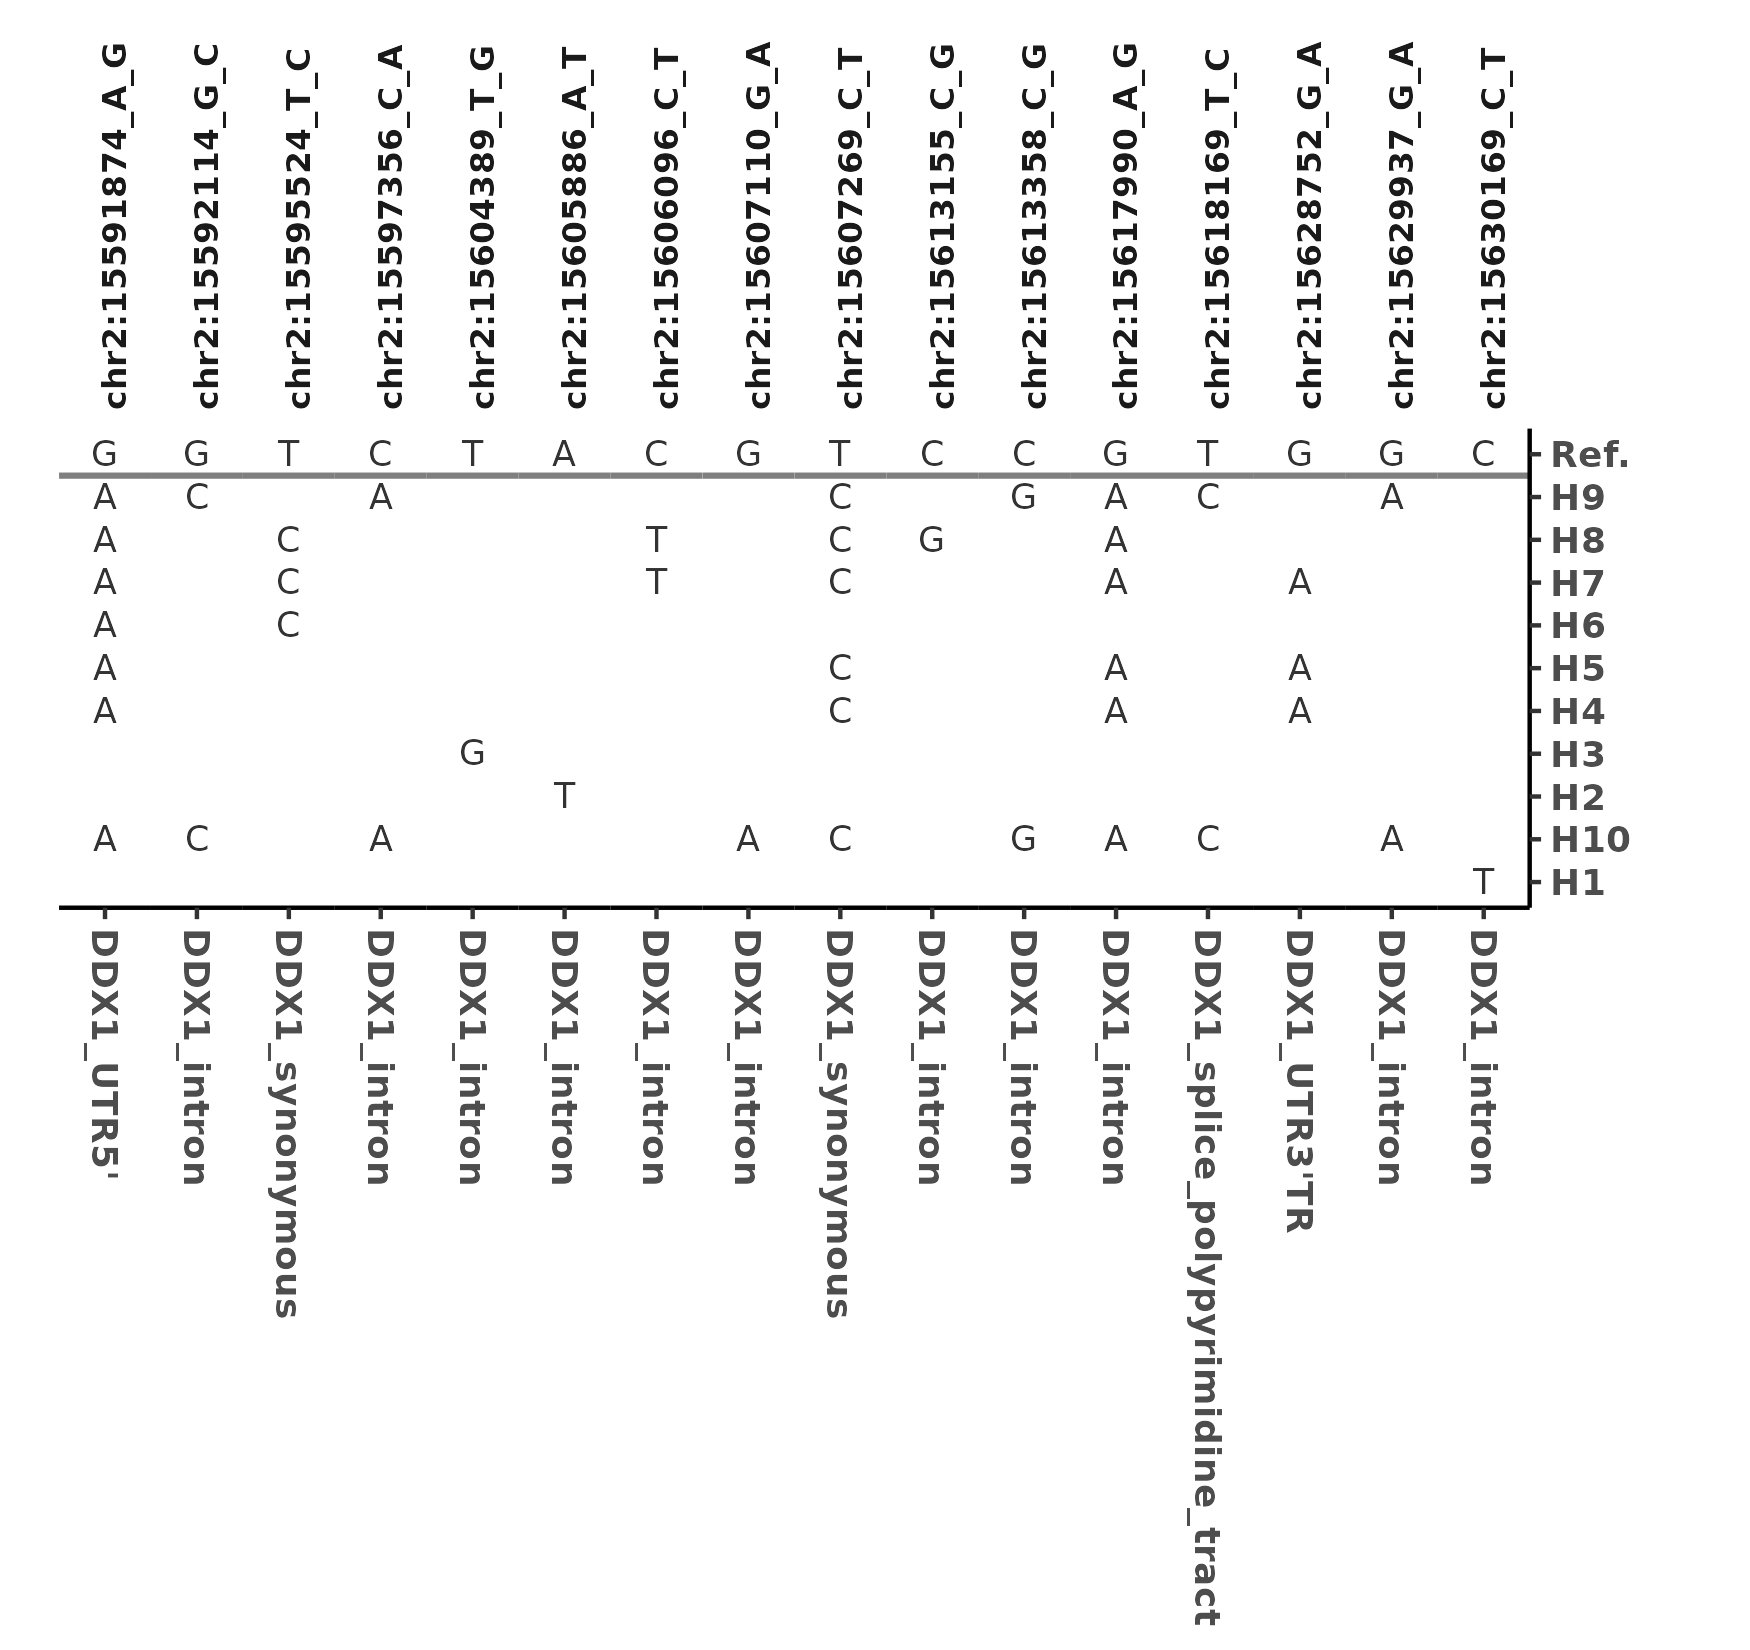 chr2:15591874_A_G chr2:15592114_G_C chr2:15595524_T_C chr2:15597356_C_A chr2:15604389_T_G chr2:15605886_A_T chr2:15606096_C_T chr2:15607110_G_A chr2:15607269_C_T chr2:15613155_C_G chr2:15613358_C_G chr2:15617990_A_G chr2:15618169_T_C chr2:15628752_G_A chr2:15629937_G_A chr2:15630169_C_T
G G T C T A C G T C C G T G G C Ref.
A C A C G A C A H9
A C T C G A H8
A C T C A A H7
A C H6
A C A A H5
A C A A H4
G H3
T H2
A C A A C G A C A H10
T H1
DDX1_UTR5' DDX1_intron DDX1_synonymous DDX1_intron DDX1_intron DDX1_intron DDX1_intron DDX1_intron DDX1_synonymous DDX1_intron DDX1_intron DDX1_intron DDX1_splice_polypyrimidine_tract DDX1_UTR3'TR DDX1_intron DDX1_intron